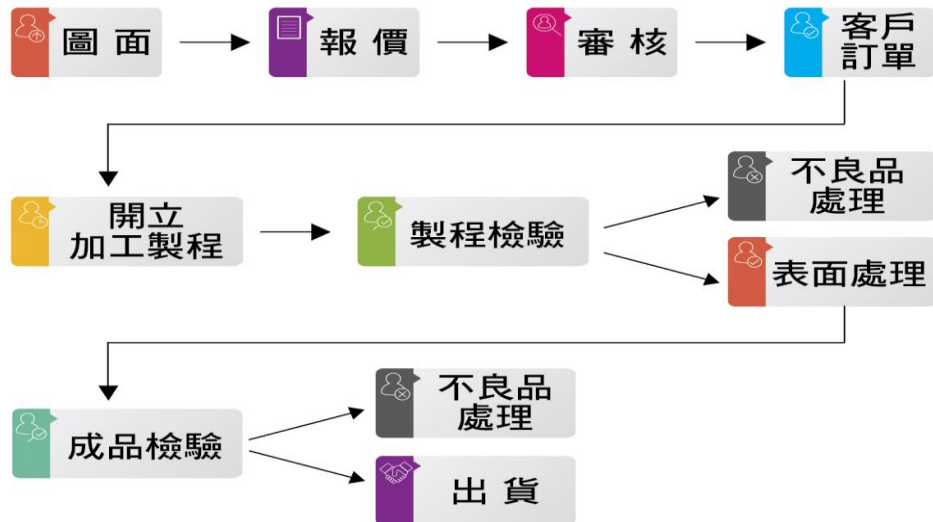 圖面
報價
審核
客戶
訂單
開立
加工製程
製程檢驗
不良品
處理
表面處理
成品檢驗
不良品
處理
出貨